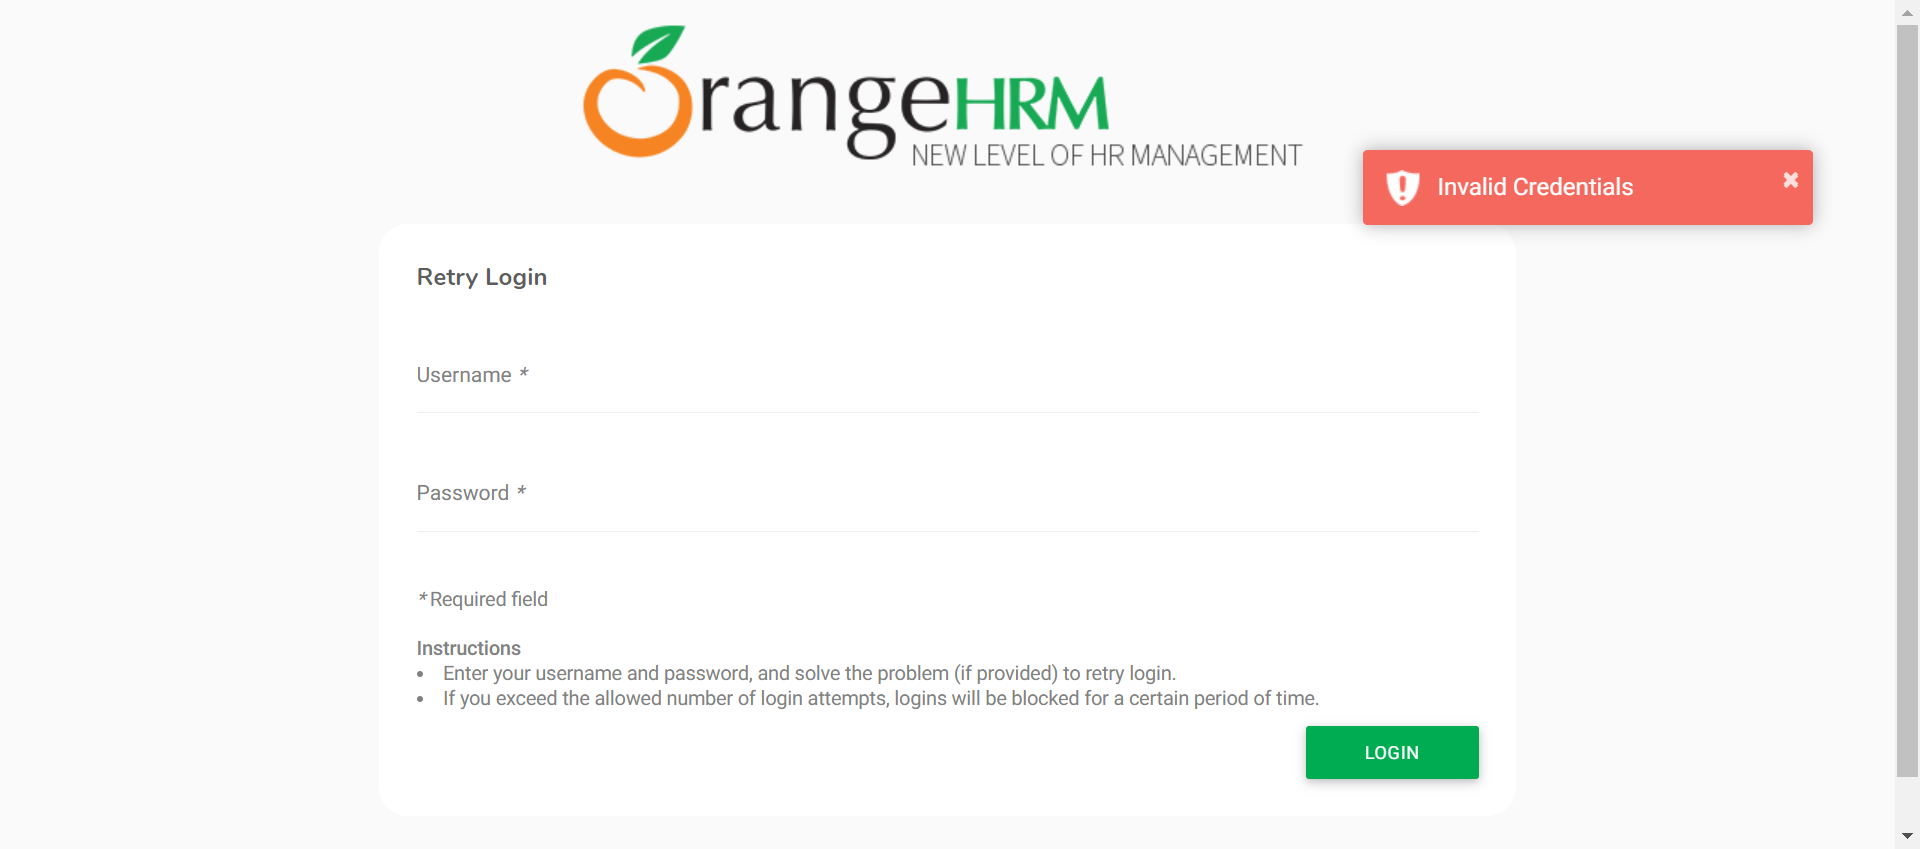 OrangeHRM
NEW LEVEL OF HR MANAGEMENT
Invalid Credentials
Retry Login
Username *
Password *
* Required field
Instructions
• Enter your username and password, and solve the problem (if provided) to retry login.
• If you exceed the allowed number of login attempts, logins will be blocked for a certain period of time.
LOGIN